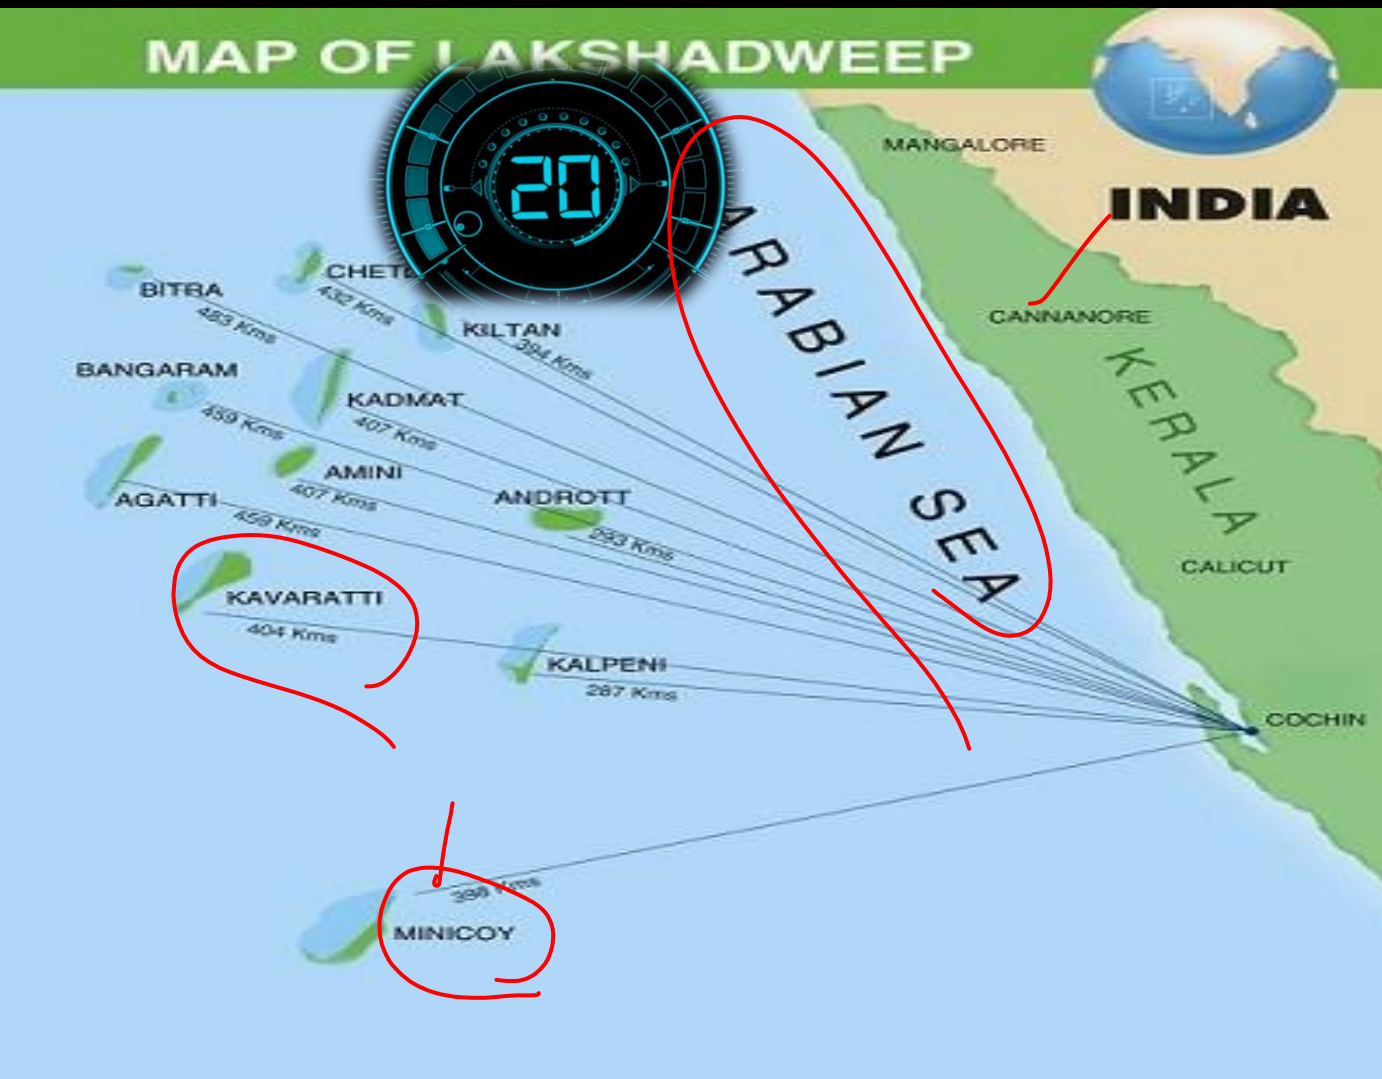 MAP OF LAKSHADWEEP
20
MANGALORE
INDIA
ARABIAN SEA
BITRA
483 Kms
432 Kms
KILTAN
394 Kms
CANNANORE
KERALA
BANGARAM
459 Kms
KADMAT
407 Kms
AMINI
407 Kms
AGATTI
459 Kms
ANDROTT
293 Kms
CALICUT
KAVARATTI
404 Kms
KALPENI
287 Kms
COCHIN
398 Kms
MINICOY